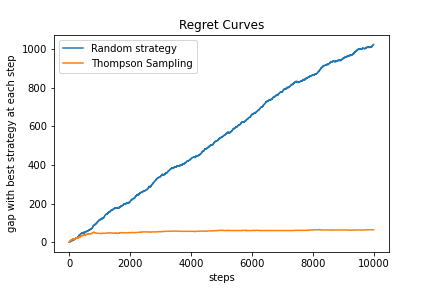 Regret Curves
Random strategy
Thompson Sampling
gap with best strategy at each step
1000
800
600
400
200
0
0 2000 4000 6000 8000 10000
steps